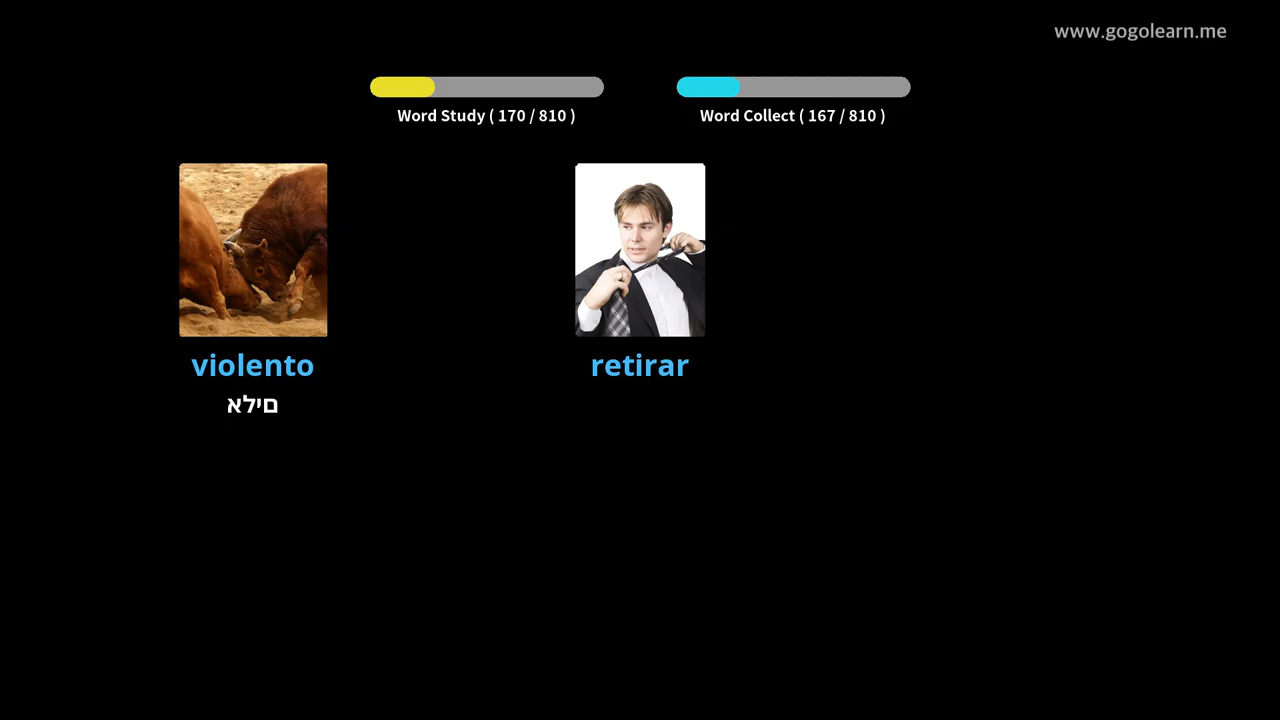 www.gogolearn.me
Word Study ( 170 / 810 )
Word Collect ( 167 / 810 )
violento
retirar
אלים